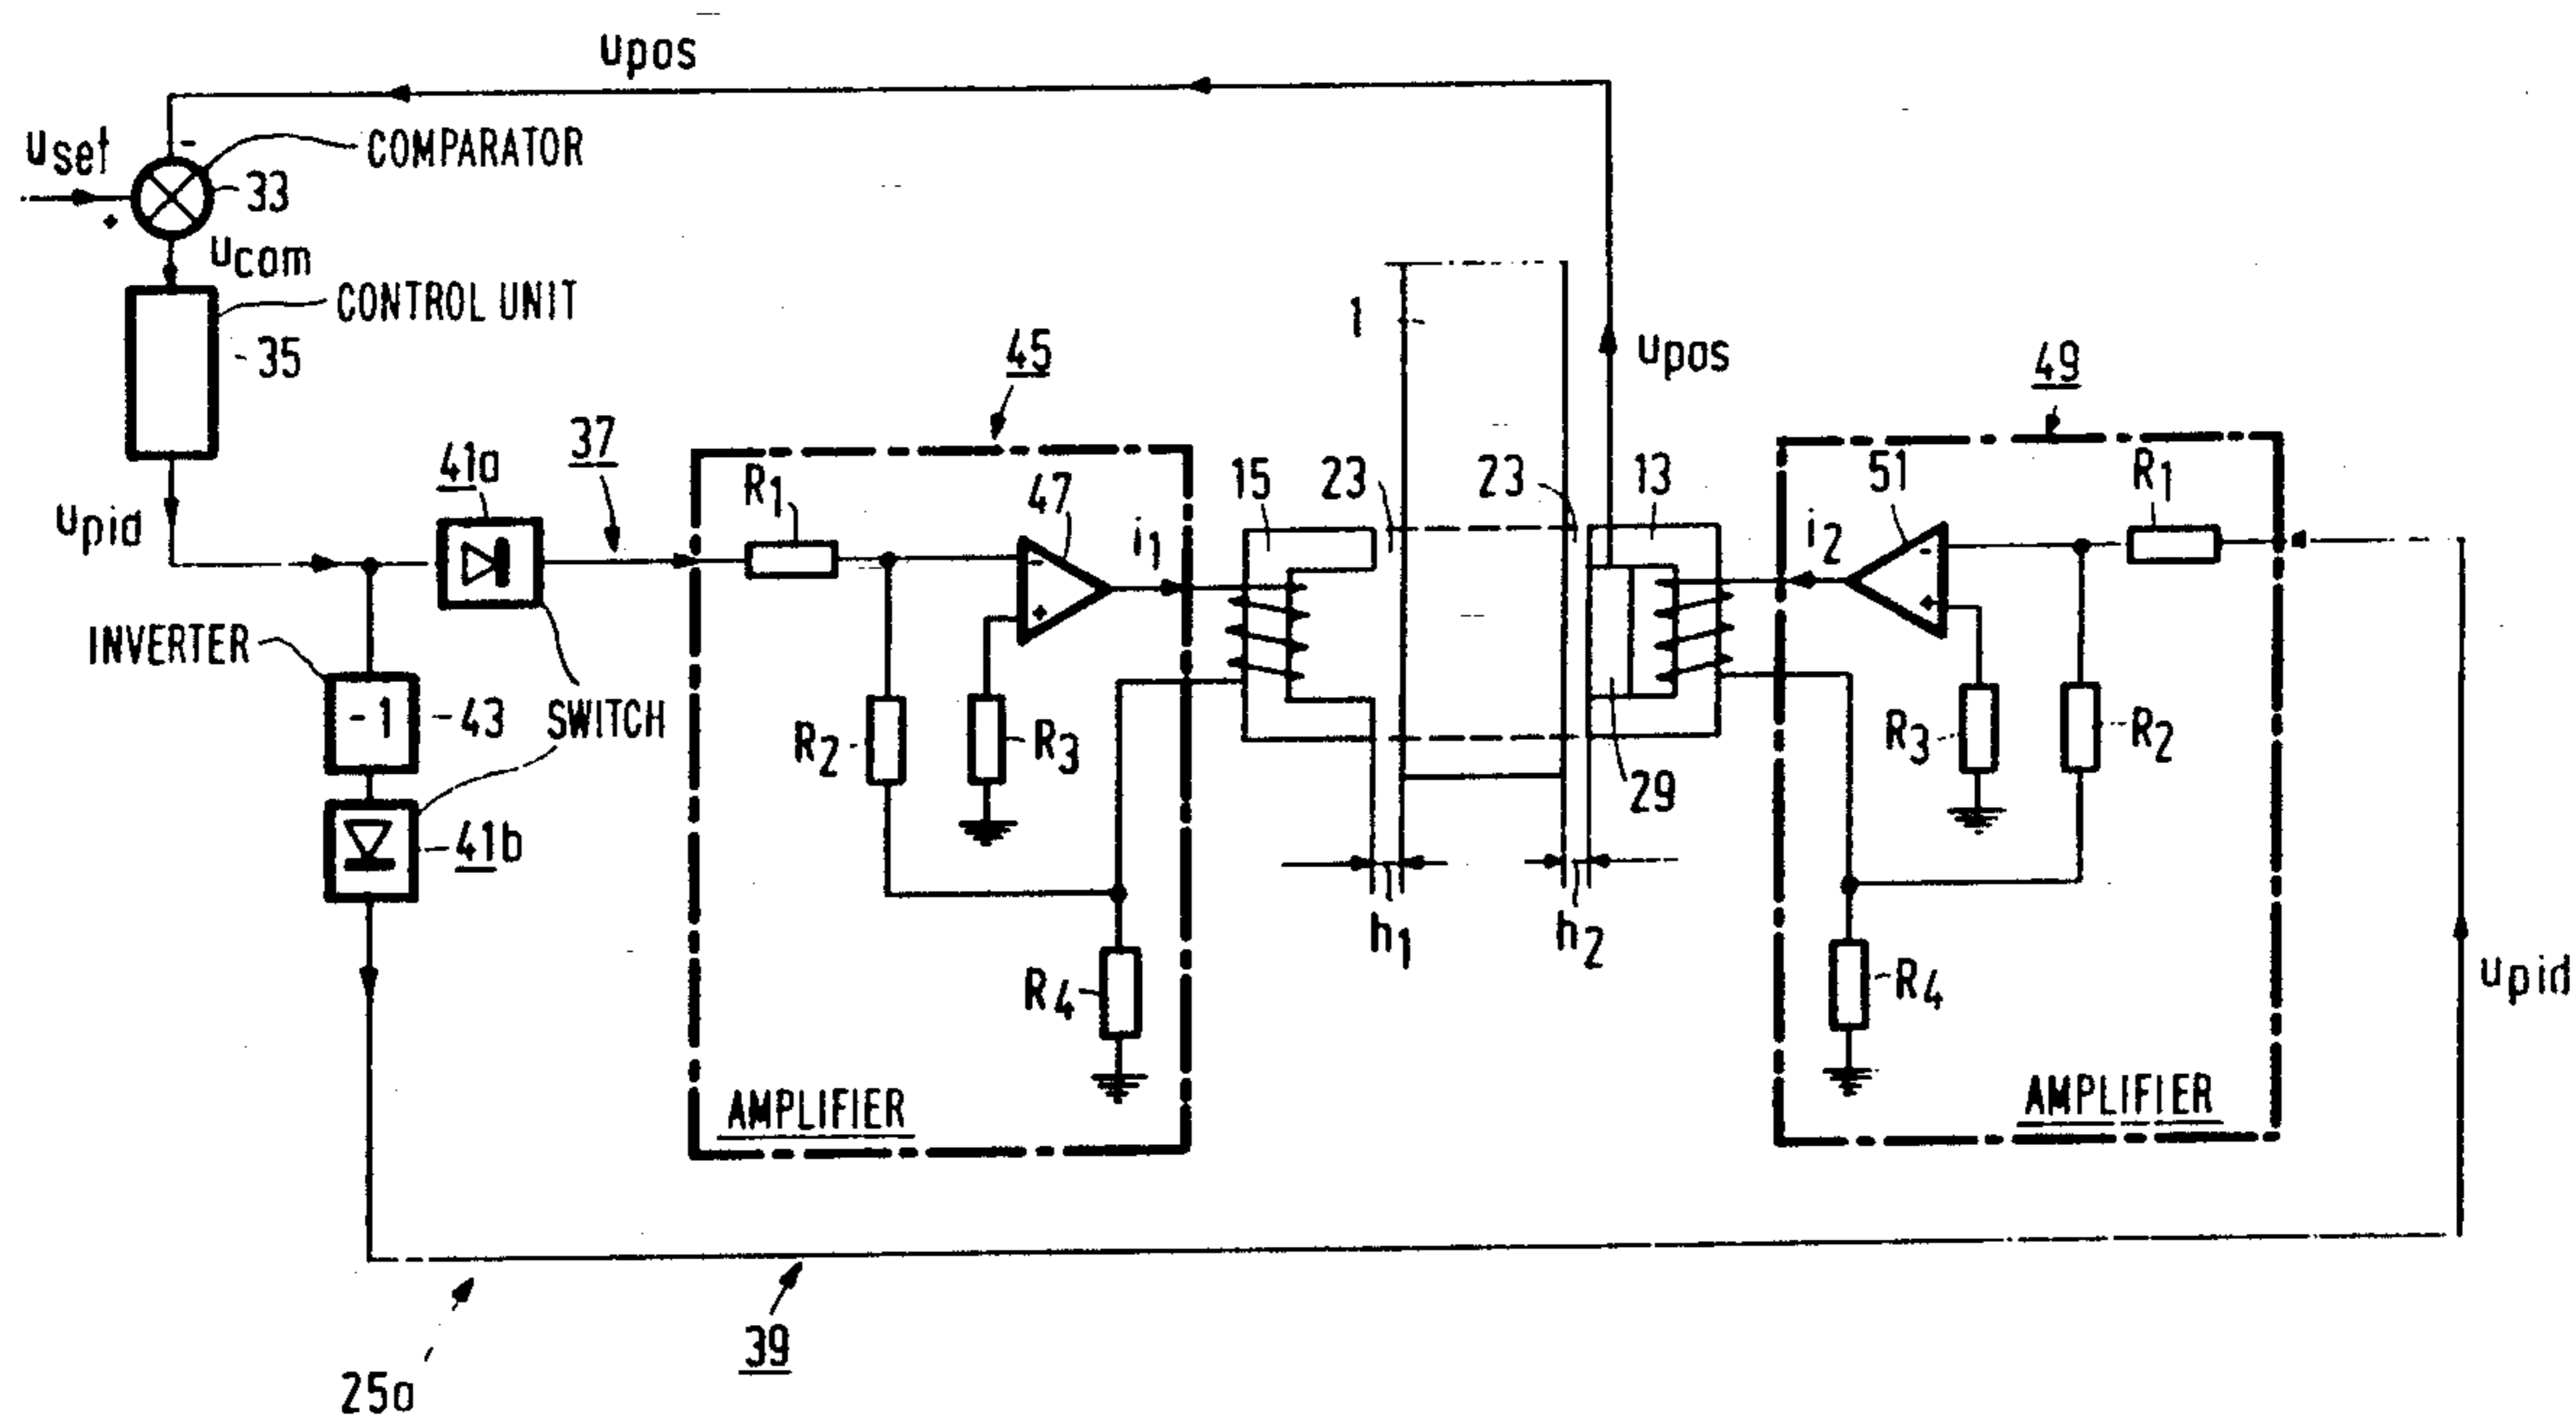 upos
uset
-
COMPARATOR
33
+
ucom
CONTROL UNIT
35
upid
41a
37
45
R1
47
-
+
i1
15
23
1
23
13
upos
49
51
R1
i2
-
+
INVERTER
-1
43
SWITCH
41b
R2
R3
R4
AMPLIFIER
h1
h2
29
R3
R2
R4
AMPLIFIER
upid
39
25a